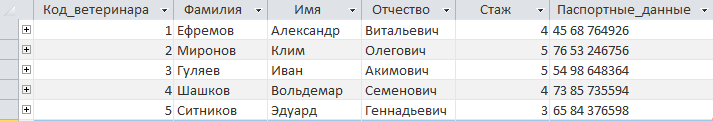 Код_ветеринара Фамилия Имя Отчество Стаж Паспортные_данные
1 Ефремов Александр Витальевич 4 45 68 764926
2 Миронов Клим Олегович 5 76 53 246756
3 Гуляев Иван Акимович 5 54 98 648364
4 Шашков Вольдемар Семенович 4 73 85 735594
5 Ситников Эдуард Геннадьевич 3 65 84 376598